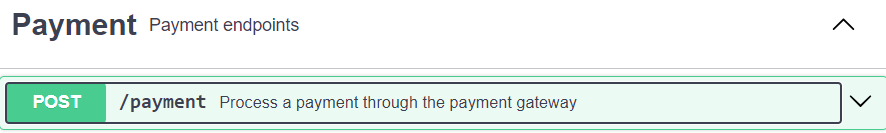 Payment Payment endpoints
POST /payment Process a payment through the payment gateway